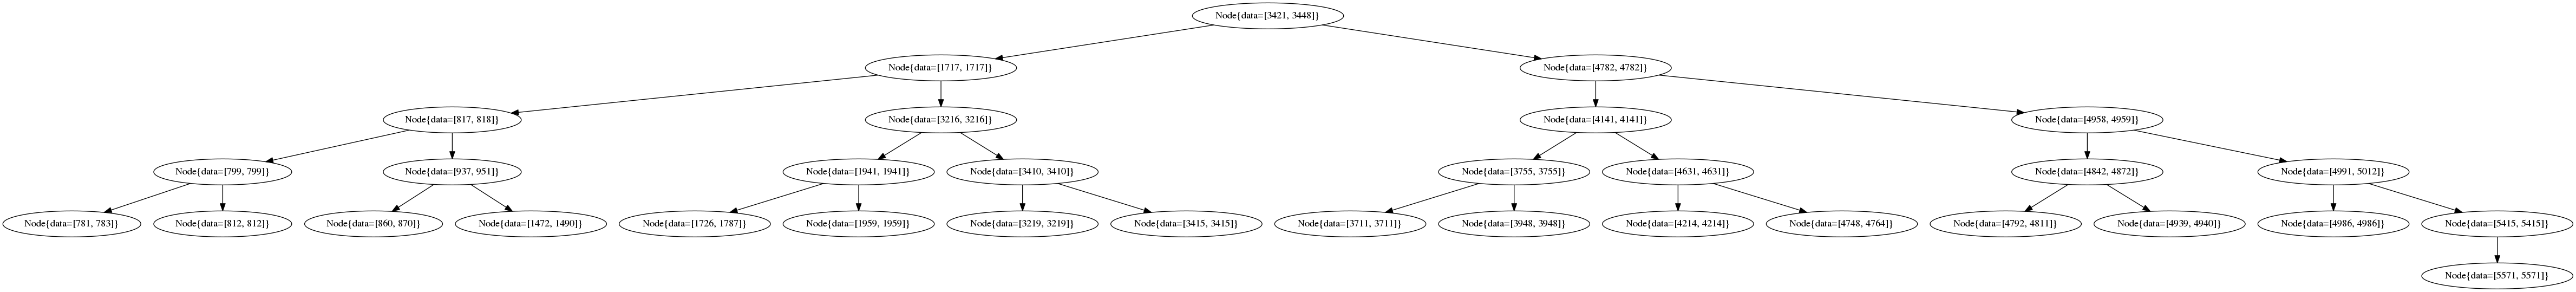 Node{data=[3421, 3448]}
Node{data=[1717, 1717]}
Node{data=[4782, 4782]}
Node{data=[817, 818]}
Node{data=[3216, 3216]}
Node{data=[4141, 4141]}
Node{data=[4958, 4959]}
Node{data=[799, 799]}
Node{data=[937, 951]}
Node{data=[1941, 1941]}
Node{data=[3410, 3410]}
Node{data=[3755, 3755]}
Node{data=[4631, 4631]}
Node{data=[4842, 4872]}
Node{data=[4991, 5012]}
Node{data=[781, 783]}
Node{data=[812, 812]}
Node{data=[860, 870]}
Node{data=[1472, 1490]}
Node{data=[1726, 1787]}
Node{data=[1959, 1959]}
Node{data=[3219, 3219]}
Node{data=[3415, 3415]}
Node{data=[3711, 3711]}
Node{data=[3948, 3948]}
Node{data=[4214, 4214]}
Node{data=[4748, 4764]}
Node{data=[4792, 4811]}
Node{data=[4939, 4940]}
Node{data=[4986, 4986]}
Node{data=[5415, 5415]}
Node{data=[5571, 5571]}